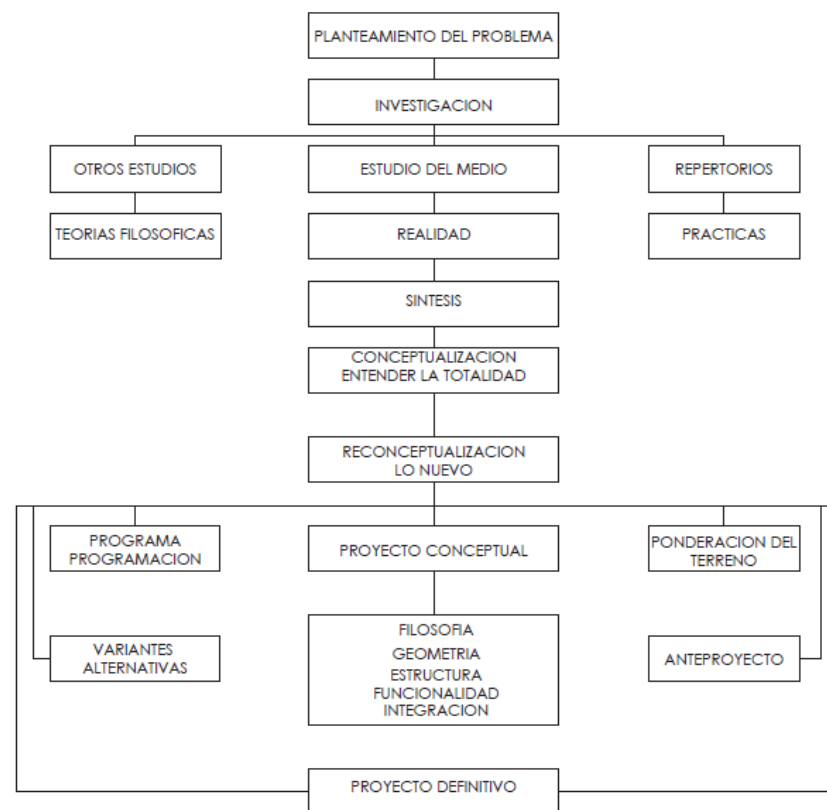 PLANTEAMIENTO DEL PROBLEMA
INVESTIGACION
OTROS ESTUDIOS
ESTUDIO DEL MEDIO
REPERTORIOS
TEORIAS FILOSOFICAS
REALIDAD
PRACTICAS
SINTESIS
CONCEPTUALIZACION
ENTENDER LA TOTALIDAD
RECONCEPTUALIZACION
LO NUEVO
PROGRAMA
PROGRAMACION
PROYECTO CONCEPTUAL
PONDERACION DEL
TERRENO
VARIANTES
ALTERNATIVAS
FILOSOFIA
GEOMETRIA
ESTRUCTURA
FUNCIONALIDAD
INTEGRACION
ANTEPROYECTO
PROYECTO DEFINITIVO